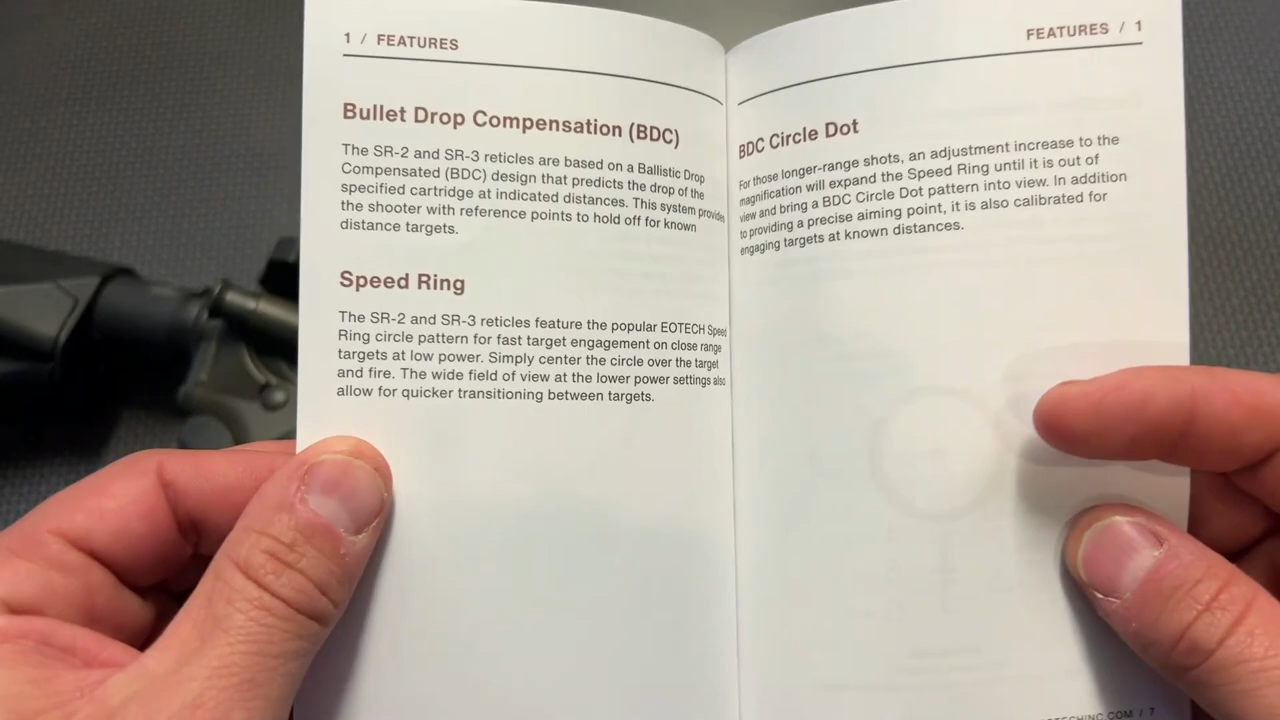 1 / FEATURES
Bullet Drop Compensation (BDC)
The SR-2 and SR-3 reticles are based on a Ballistic Drop
Compensated (BDC) design that predicts the drop of the
specified cartridge at indicated distances. This system provides
the shooter with reference points to hold off for known
distance targets.
Speed Ring
The SR-2 and SR-3 reticles feature the popular EOTECH Speed
Ring circle pattern for fast target engagement on close range
targets at low power. Simply center the circle over the target
and fire. The wide field of view at the lower power settings also
allow for quicker transitioning between targets.
FEATURES / 1
BDC Circle Dot
For those longer-range shots, an adjustment increase to the
magnification will expand the Speed Ring until it is out of
view and bring a BDC Circle Dot pattern into view. In addition
to providing a precise aiming point, it is also calibrated for
engaging targets at known distances.
/ 7